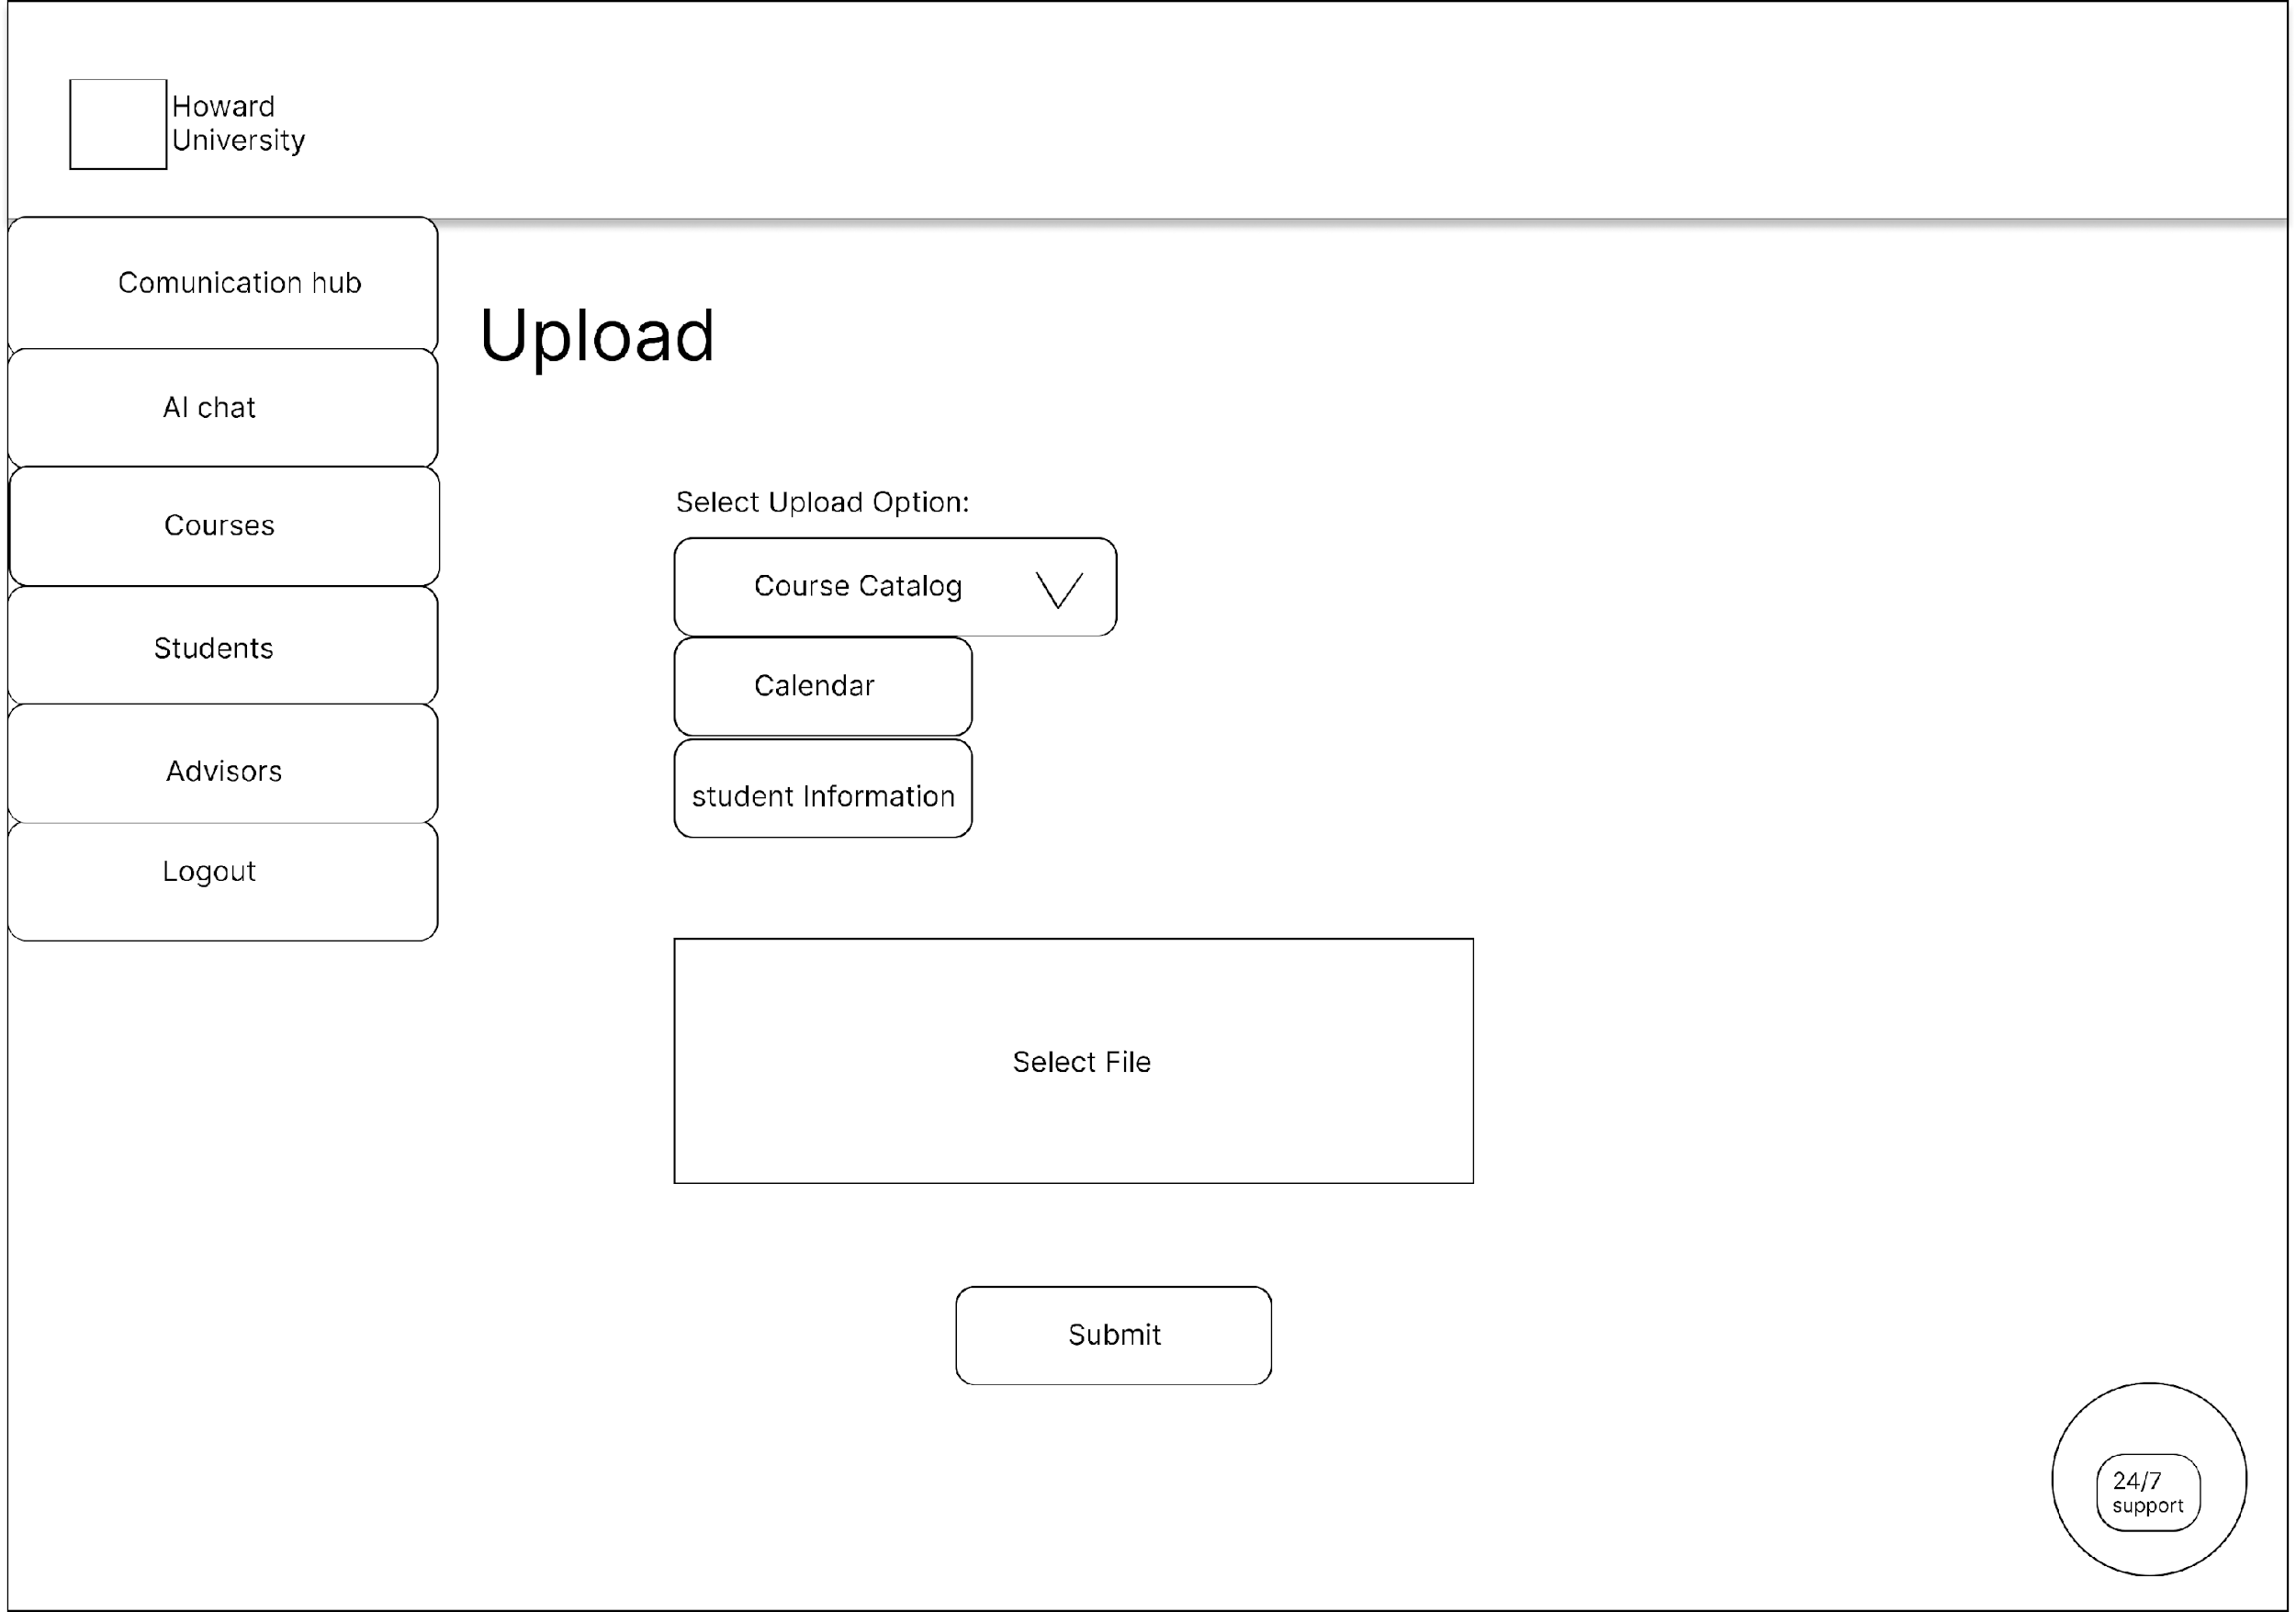 Howard
University
Comunication hub
AI chat
Courses
Students
Advisors
Logout
Upload
Select Upload Option:
Course Catalog
Calendar
student Information
Select File
Submit
24/7
support